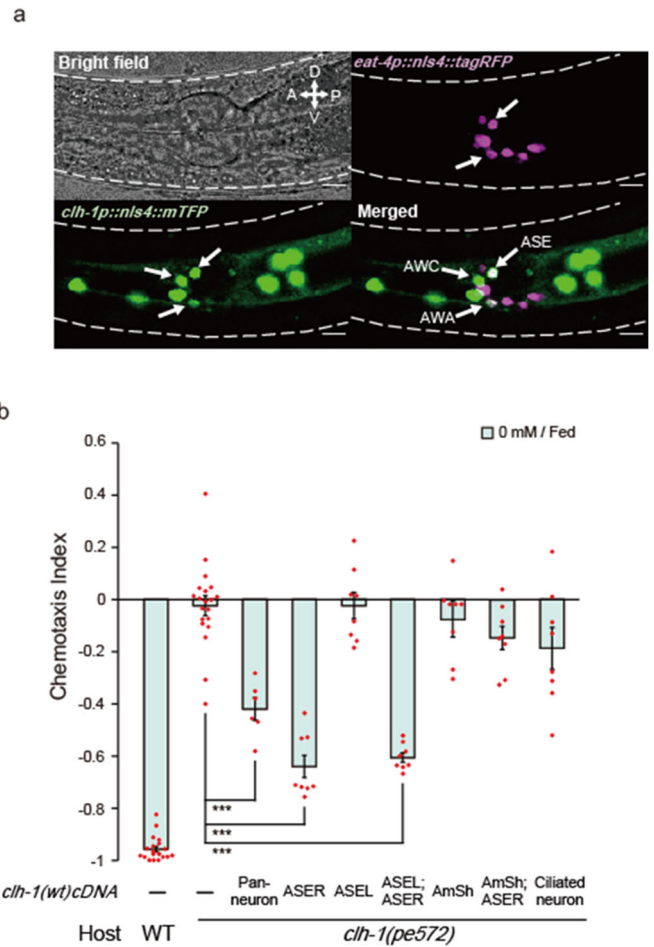 a
Bright field
D
A P
V
eat-4p::nls4::tagRFP
clh-1p::nls4::mTFP
Merged
ASE
AWC
AWA
b
0 mM / Fed
Chemotaxis Index
0.6
0.4
0.2
0
-0.2
-0.4
-0.6
-0.8
-1
***
***
***
clh-1(wt)cDNA
– – Pan-neuron ASER ASEL ASEL; ASER AmSh AmSh; ASER Ciliated neuron
Host WT clh-1(pe572)